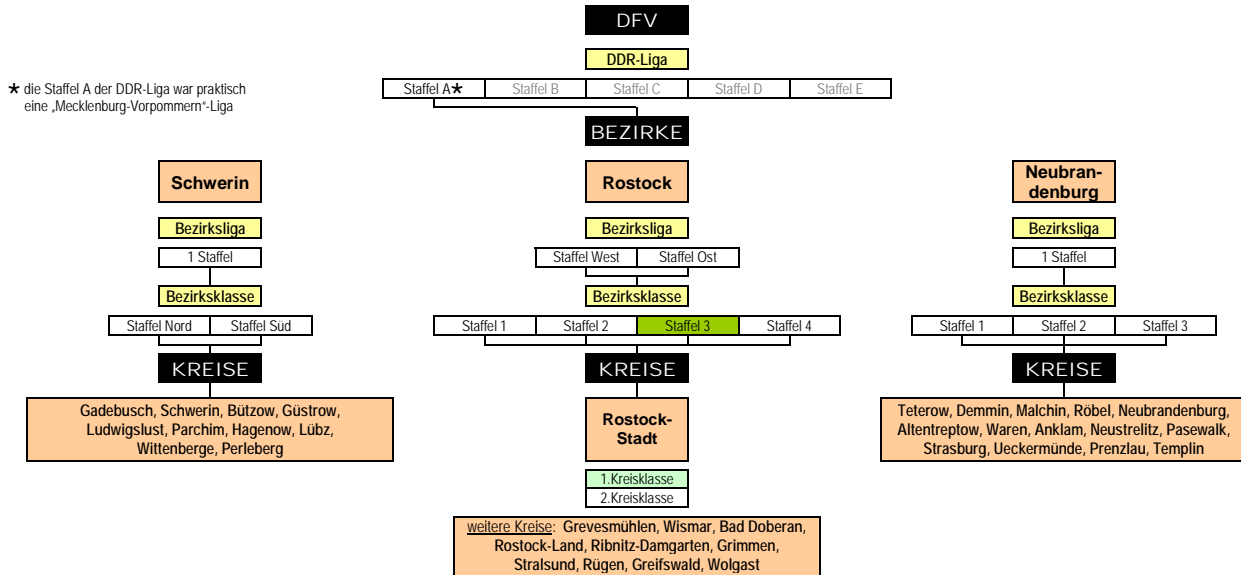 DFV
DDR-Liga
* die Staffel A der DDR-Liga war praktisch
eine „Mecklenburg-Vorpommern“-Liga
Staffel A* Staffel B Staffel C Staffel D Staffel E
BEZIRKE
Schwerin
Rostock
Neubran-
denburg
Bezirksliga Bezirksliga Bezirksliga
1 Staffel Staffel West Staffel Ost 1 Staffel
Bezirksklasse Bezirksklasse Bezirksklasse
Staffel Nord Staffel Süd Staffel 1 Staffel 2 Staffel 3 Staffel 4 Staffel 1 Staffel 2 Staffel 3
KREISE KREISE KREISE
Gadebusch, Schwerin, Bützow, Güstrow,
Ludwigslust, Parchim, Hagenow, Lübz,
Wittenberge, Perleberg
Rostock-
Stadt
Teterow, Demmin, Malchin, Röbel, Neubrandenburg,
Altentreptow, Waren, Anklam, Neustrelitz, Pasewalk,
Strasburg, Ueckermünde, Prenzlau, Templin
1.Kreisklasse
2.Kreisklasse
weitere Kreise: Grevesmühlen, Wismar, Bad Doberan,
Rostock-Land, Ribnitz-Damgarten, Grimmen,
Stralsund, Rügen, Greifswald, Wolgast